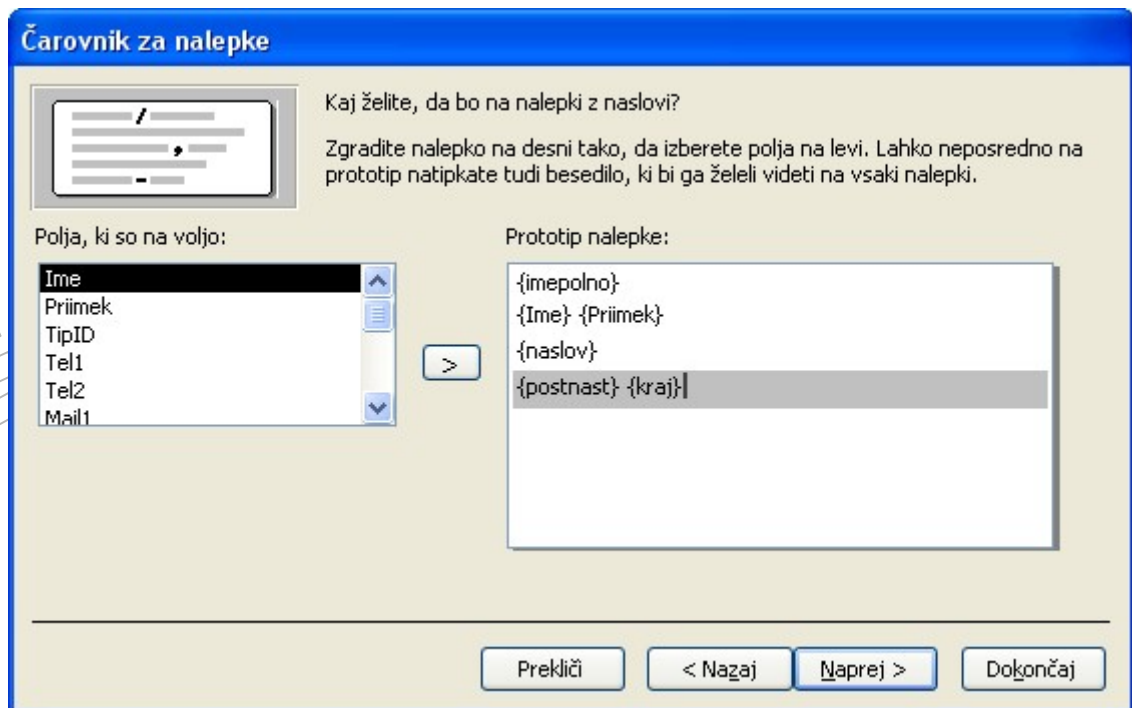 Čarovnik za nalepke
Kaj želite, da bo na nalepki z naslovi?
Zgradite nalepko na desni tako, da izberete polja na levi. Lahko neposredno na
prototip natipkate tudi besedilo, ki bi ga želeli videti na vsaki nalepki.
Polja, ki so na voljo:
Ime
Priimek
TipID
Tel1
Tel2
Mail1
>
Prototip nalepke:
{imepolno}
{Ime} {Priimek}
{naslov}
{postnast} {kraj}
Prekliči
< Nazaj
Naprej >
Dokončaj